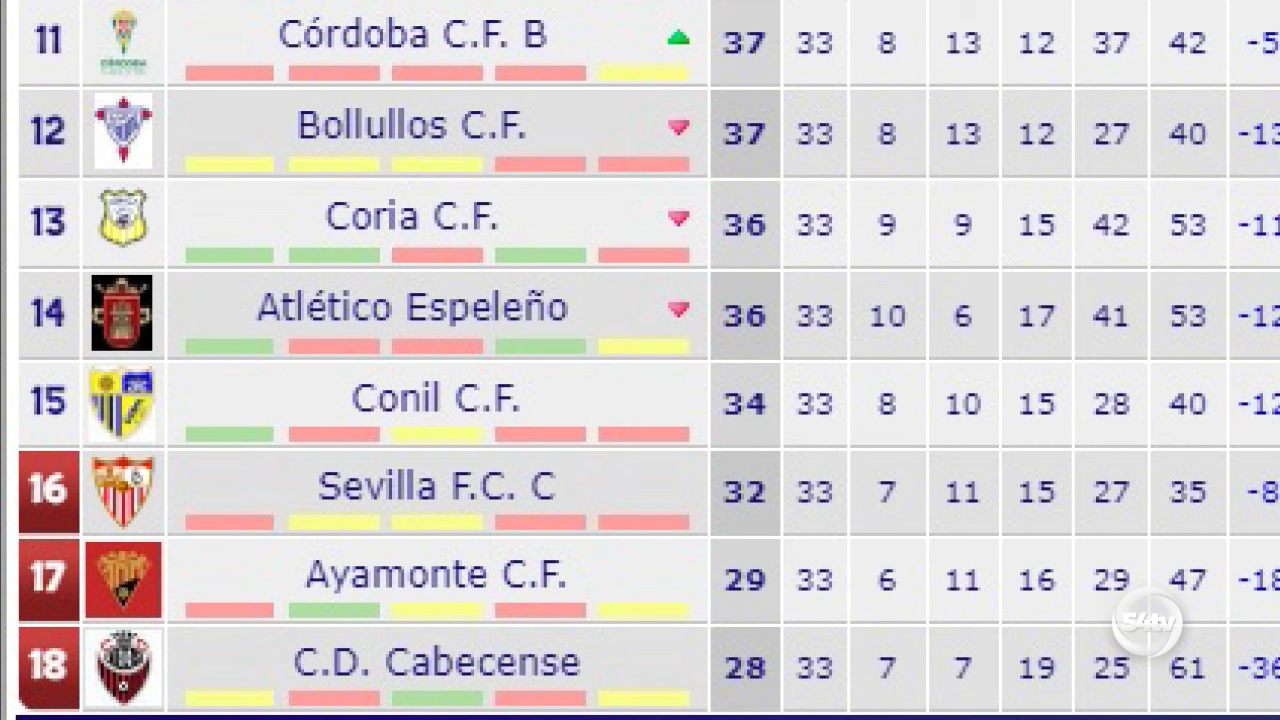 11 Córdoba C.F. B 37 33 8 13 12 37 42 -5
12 Bollullos C.F. 37 33 8 13 12 27 40 -13
13 Coria C.F. 36 33 9 9 15 42 53 -11
14 Atlético Espeleño 36 33 10 6 17 41 53 -12
15 Conil C.F. 34 33 8 10 15 28 40 -12
16 Sevilla F.C. C 32 33 7 11 15 27 35 -8
17 Ayamonte C.F. 29 33 6 11 16 29 47 -18
54tv
18 C.D. Cabecense 28 33 7 7 19 25 61 -36